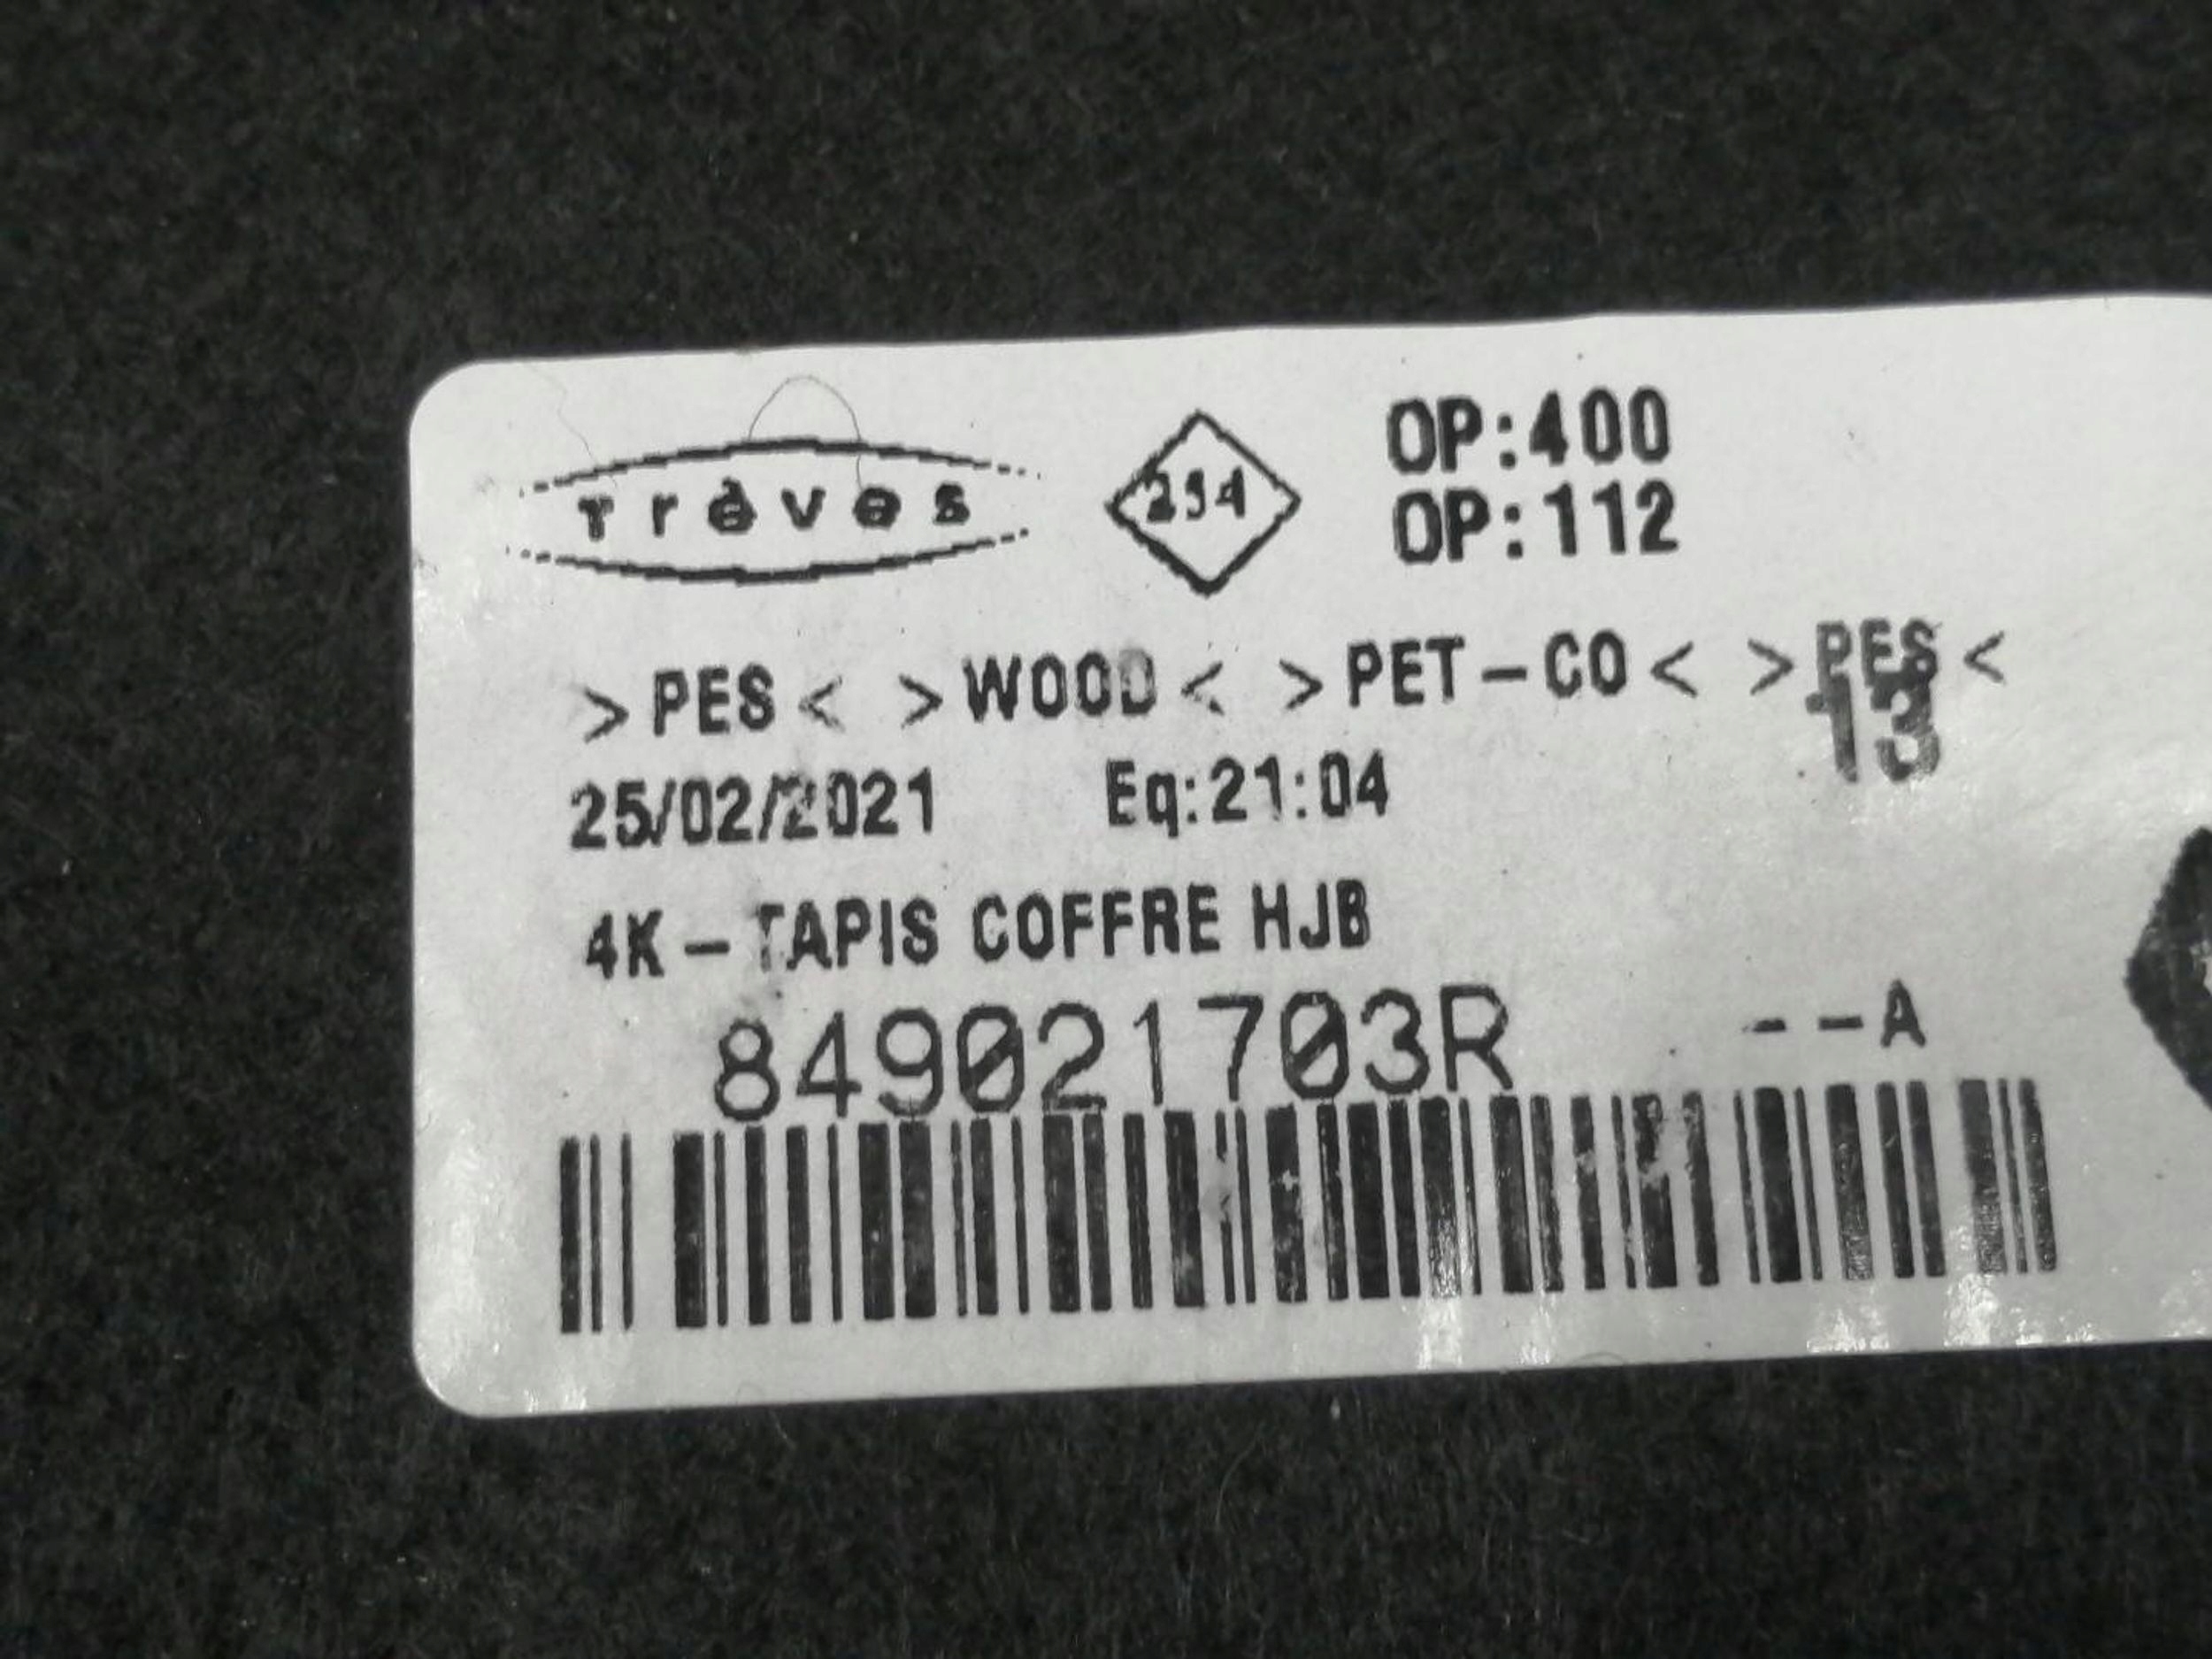 Trèves
254
OP:400
OP:112
>PES< >WOOD< >PET-CO< >PES<
13
25/02/2021 Eq:21:04
4K-TAPIS COFFRE HJB
849021703R --A